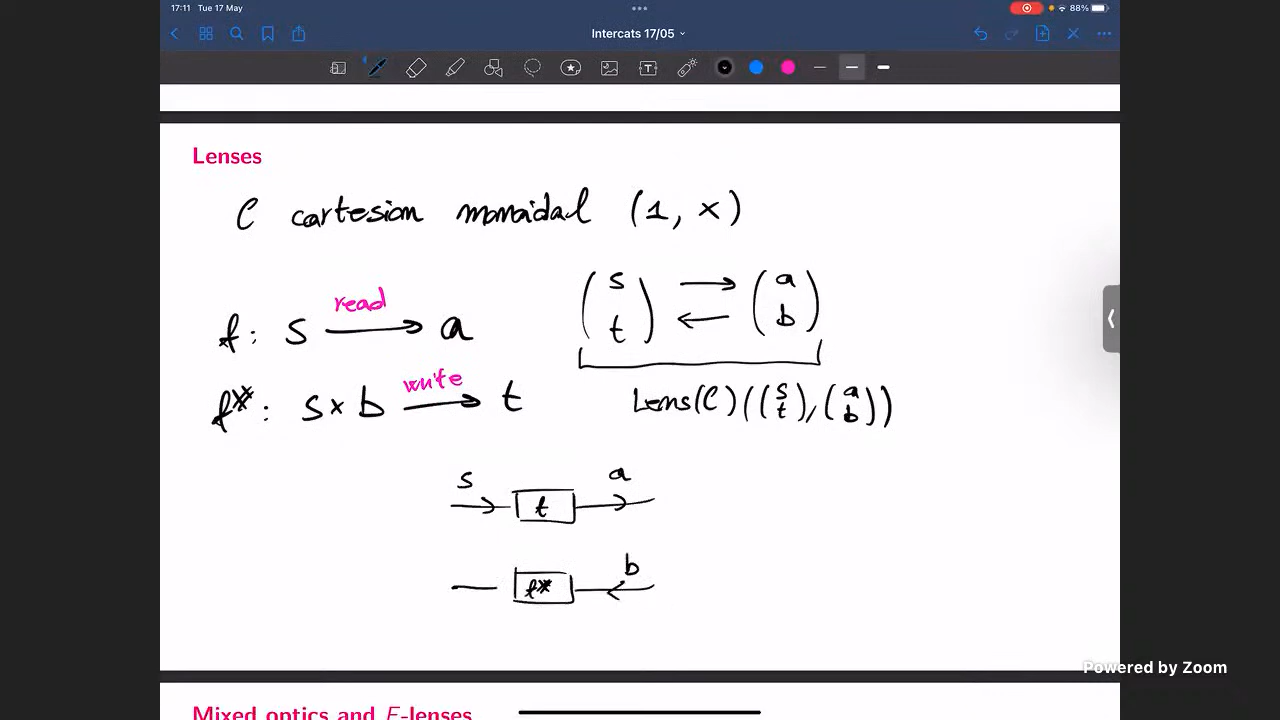 17:11 Tue 17 May
88%
Intercats 17/05
Lenses
C cartesian monoidal (1, ×)
f: s read → a
f*: s × b write → t
(s t) ⇄ (a b)
Lens(C)((s t), (a b))
s a
f
b
f*
Powered by Zoom
Mixed optics and F-lenses